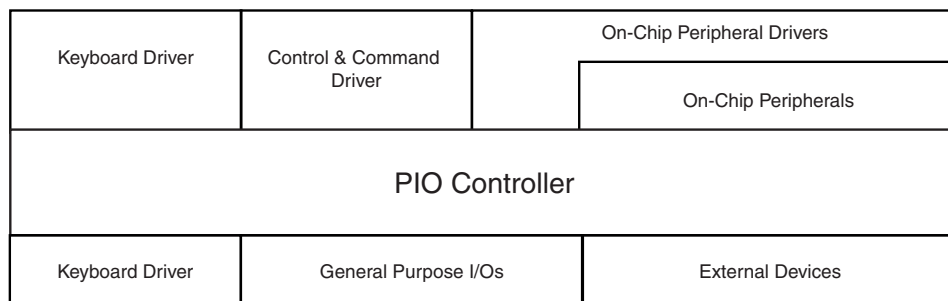 Keyboard Driver
Control & Command
Driver
On-Chip Peripheral Drivers
On-Chip Peripherals
PIO Controller
Keyboard Driver
General Purpose I/Os
External Devices